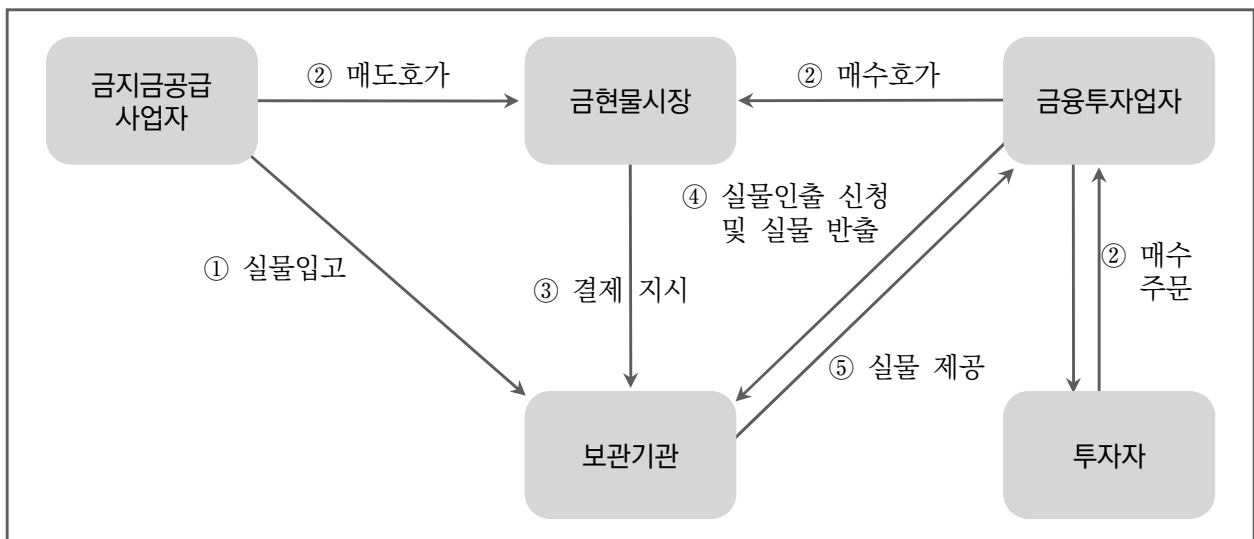 금지금공급
사업자
② 매도호가
금현물시장
② 매수호가
금융투자업자
① 실물입고
③ 결제 지시
④ 실물인출 신청
및 실물 반출
② 매수
주문
⑤ 실물 제공
보관기관
투자자